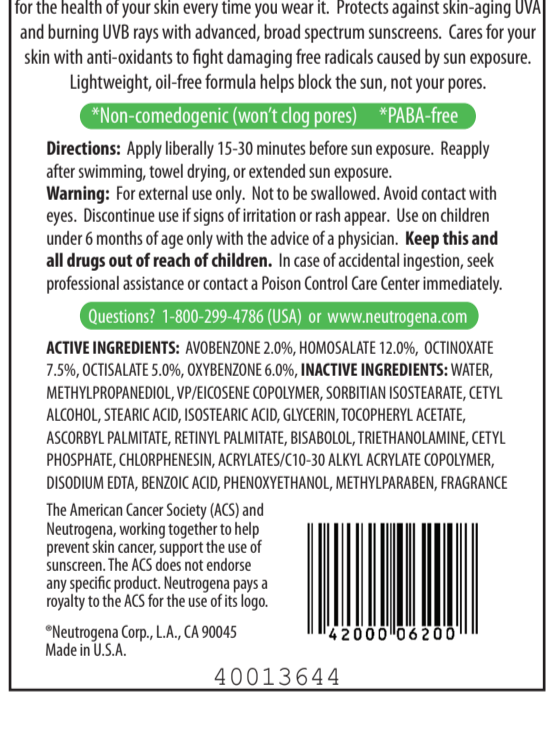 for the health of your skin every time you wear it. Protects against skin-aging UVA
and burning UVB rays with advanced, broad spectrum sunscreens. Cares for your
skin with anti-oxidants to fight damaging free radicals caused by sun exposure.
Lightweight, oil-free formula helps block the sun, not your pores.
*Non-comedogenic (won't clog pores) *PABA-free
Directions: Apply liberally 15-30 minutes before sun exposure. Reapply
after swimming, towel drying, or extended sun exposure.
Warning: For external use only. Not to be swallowed. Avoid contact with
eyes. Discontinue use if signs of irritation or rash appear. Use on children
under 6 months of age only with the advice of a physician. Keep this and
all drugs out of reach of children. In case of accidental ingestion, seek
professional assistance or contact a Poison Control Care Center immediately.
Questions? 1-800-299-4786 (USA) or www.neutrogena.com
ACTIVE INGREDIENTS: AVOBENZONE 2.0%, HOMOSALATE 12.0%, OCTINOXATE
7.5%, OCTISALATE 5.0%, OXYBENZONE 6.0%, INACTIVE INGREDIENTS: WATER,
METHYLPROPANEDIOL, VP/EICOSENE COPOLYMER, SORBITIAN ISOSTEARATE, CETYL
ALCOHOL, STEARIC ACID, ISOSTEARIC ACID, GLYCERIN, TOCOPHERYL ACETATE,
ASCORBYL PALMITATE, RETINYL PALMITATE, BISABOLOL, TRIETHANOLAMINE, CETYL
PHOSPHATE, CHLORPHENESIN, ACRYLATES/C10-30 ALKYL ACRYLATE COPOLYMER,
DISODIUM EDTA, BENZOIC ACID, PHENOXYETHANOL, METHYLPARABEN, FRAGRANCE
The American Cancer Society (ACS) and
Neutrogena, working together to help
prevent skin cancer, support the use of
sunscreen. The ACS does not endorse
any specific product. Neutrogena pays a
royalty to the ACS for the use of its logo.
®Neutrogena Corp., L.A., CA 90045
Made in U.S.A.
42000 06200
40013644